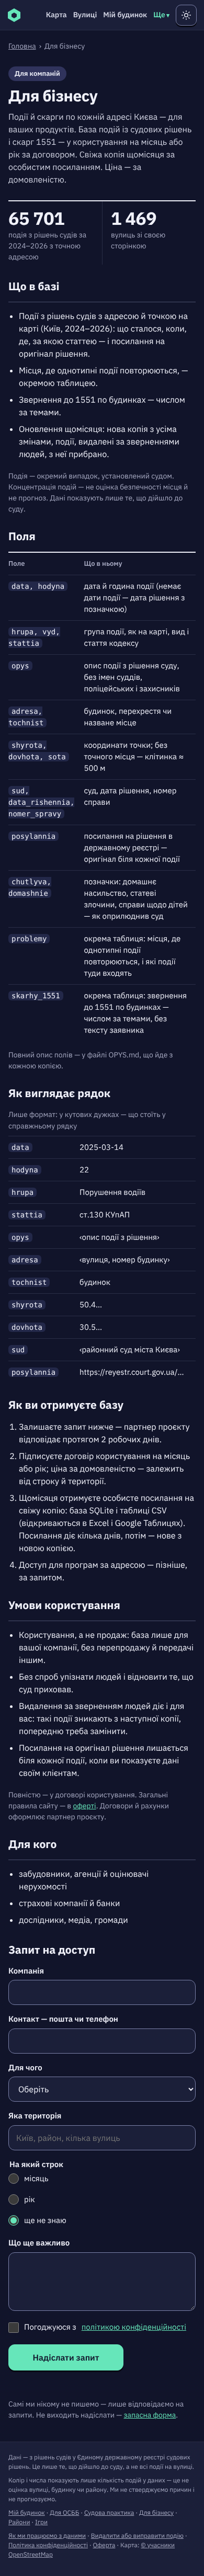 Карта Вулиці Мій будинок Ще ▾
Головна › Для бізнесу
Для компаній
Для бізнесу
Події й скарги по кожній адресі Києва — для
ваших продуктів. База подій із судових рішень
і скарг 1551 — у користування на місяць або
рік за договором. Свіжа копія щомісяця за
особистим посиланням. Ціна — за
домовленістю.
65 701
подія з рішень судів за
2024–2026 з точною
адресою
1 469
вулиць зі своєю
сторінкою
Що в базі
• Події з рішень судів з адресою й точкою на
карті (Київ, 2024–2026): що сталося, коли,
де, за якою статтею — і посилання на
оригінал рішення.
• Місця, де однотипні події повторюються, —
окремою таблицею.
• Звернення до 1551 по будинках — числом
за темами.
• Оновлення щомісяця: нова копія з усіма
змінами, події, видалені за зверненнями
людей, з неї прибрано.
Подія — окремий випадок, установлений судом.
Концентрація подій — не оцінка безпечності місця й
не прогноз. Дані показують лише те, що дійшло до
суду.
Поля
Поле Що в ньому
data, hodyna дата й година події (немає
дати події — дата рішення з
позначкою)
hrupa, vyd,
stattia
групa події, як на карті, вид і
стаття кодексу
opys опис події з рішення суду,
без імен суддів,
поліцейських і захисників
adresa,
tochnist
будинок, перехрестя чи
назване місце
shyrota,
dovhota, sota
координати точки; без
точного місця — клітинка ≈
500 м
sud,
data_rishennia,
nomer_spravy
суд, дата рішення, номер
справи
posylannia посилання на рішення в
державному реєстрі —
оригінал біля кожної події
chutlyva,
domashnie
позначки: домашнє
насильство, статеві
злочини, справи щодо дітей
— як оприлюднив суд
problemy окрема таблиця: місця, де
однотипні події
повторюються, і які події
туди входять
skarhy_1551 окрема таблиця: звернення
до 1551 по будинках —
числом за темами, без
тексту заявника
Повний опис полів — у файлі OPYS.md, що йде з
кожною копією.
Як виглядає рядок
Лише формат: у кутових дужках — що стоїть у
справжньому рядку
data 2025-03-14
hodyna 22
hrupa Порушення водіїв
stattia ст.130 КУпАП
opys ‹опис події з рішення›
adresa ‹вулиця, номер будинку›
tochnist будинок
shyrota 50.4…
dovhota 30.5…
sud ‹районний суд міста Києва›
posylannia https://reyestr.court.gov.ua/…
Як ви отримуєте базу
1. Залишаєте запит нижче — партнер проєкту
відповідає протягом 2 робочих днів.
2. Підписуєте договір користування на місяць
або рік; ціна за домовленістю — залежить
від строку й території.
3. Щомісяця отримуєте особисте посилання на
свіжу копію: база SQLite і таблиці CSV
(відкриваються в Excel і Google Таблицях).
Посилання діє кілька днів, потім — нове з
новою копією.
4. Доступ для програм за адресою — пізніше,
за запитом.
Умови користування
• Користування, а не продаж: база лише для
вашої компанії, без перепродажу й передачі
іншим.
• Без спроб упізнати людей і відновити те, що
суд приховав.
• Видалення за зверненням людей діє і для
вас: такі події зникають з наступної копії,
попередню треба замінити.
• Посилання на оригінал рішення лишається
біля кожної події, коли ви показуєте дані
своїм клієнтам.
Повністю — у договорі користування. Загальні
правила сайту — в оферті. Договори й рахунки
оформлює партнер проєкту.
Для кого
• забудовники, агенції й оцінювачі
нерухомості
• страхові компанії й банки
• дослідники, медіа, громади
Запит на доступ
Компанія
Контакт — пошта чи телефон
Для чого
Оберіть
Яка територія
Київ, район, кілька вулиць
На який строк
місяць
рік
ще не знаю
Що ще важливо
Погоджуюся з політикою конфіденційності
Надіслати запит
Самі ми нікому не пишемо — лише відповідаємо на
запити. Не виходить надіслати — запасна форма.
Дані — з рішень судів у Єдиному державному реєстрі судових
рішень. Це лише те, що дійшло до суду, а не всі події на вулиці.
Колір і числа показують лише кількість подій у даних — це не
оцінка вулиці, будинку чи району. Ми не стверджуємо причин і
не прогнозуємо.
Мій будинок · Для ОСББ · Судова практика · Для бізнесу ·
Райони · Ігри
Як ми працюємо з даними · Видалити або виправити подію ·
Політика конфіденційності · Оферта · Карта: © учасники
OpenStreetMap